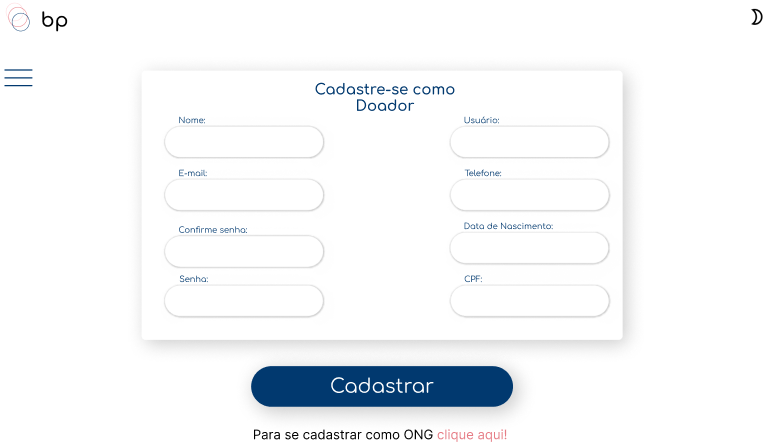 bp
Cadastre-se como
Doador
Nome:
Usuário:
E-mail:
Telefone:
Confirme senha:
Data de Nascimento:
Senha:
CPF:
Cadastrar
Para se cadastrar como ONG clique aqui!